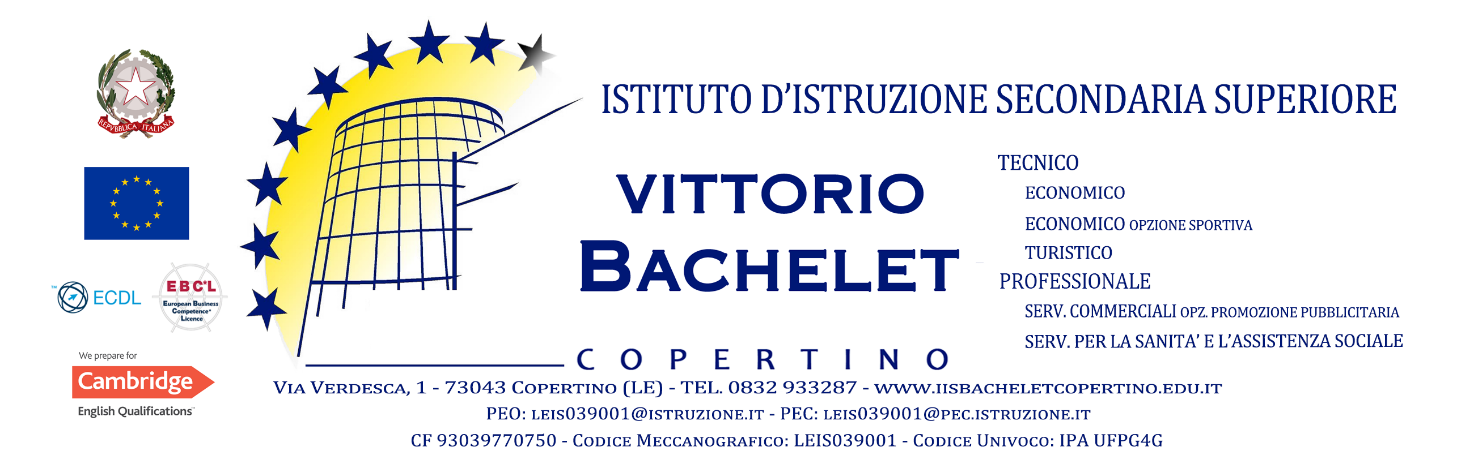 REPVBBLICA ITALIANA
™ ECDL
EBC*L
European Business
Competence*
Licence
We prepare for
Cambridge
English Qualifications™
ISTITUTO D'ISTRUZIONE SECONDARIA SUPERIORE
VITTORIO
BACHELET
COPERTINO
TECNICO
ECONOMICO
ECONOMICO OPZIONE SPORTIVA
TURISTICO
PROFESSIONALE
SERV. COMMERCIALI OPZ. PROMOZIONE PUBBLICITARIA
SERV. PER LA SANITA' E L'ASSISTENZA SOCIALE
VIA VERDESCA, 1 - 73043 COPERTINO (LE) - TEL. 0832 933287 - WWW.IISBACHELETCOPERTINO.EDU.IT
PEO: LEIS039001@ISTRUZIONE.IT - PEC: LEIS039001@PEC.ISTRUZIONE.IT
CF 93039770750 - CODICE MECCANOGRAFICO: LEIS039001 - CODICE UNIVOCO: IPA UFPG4G